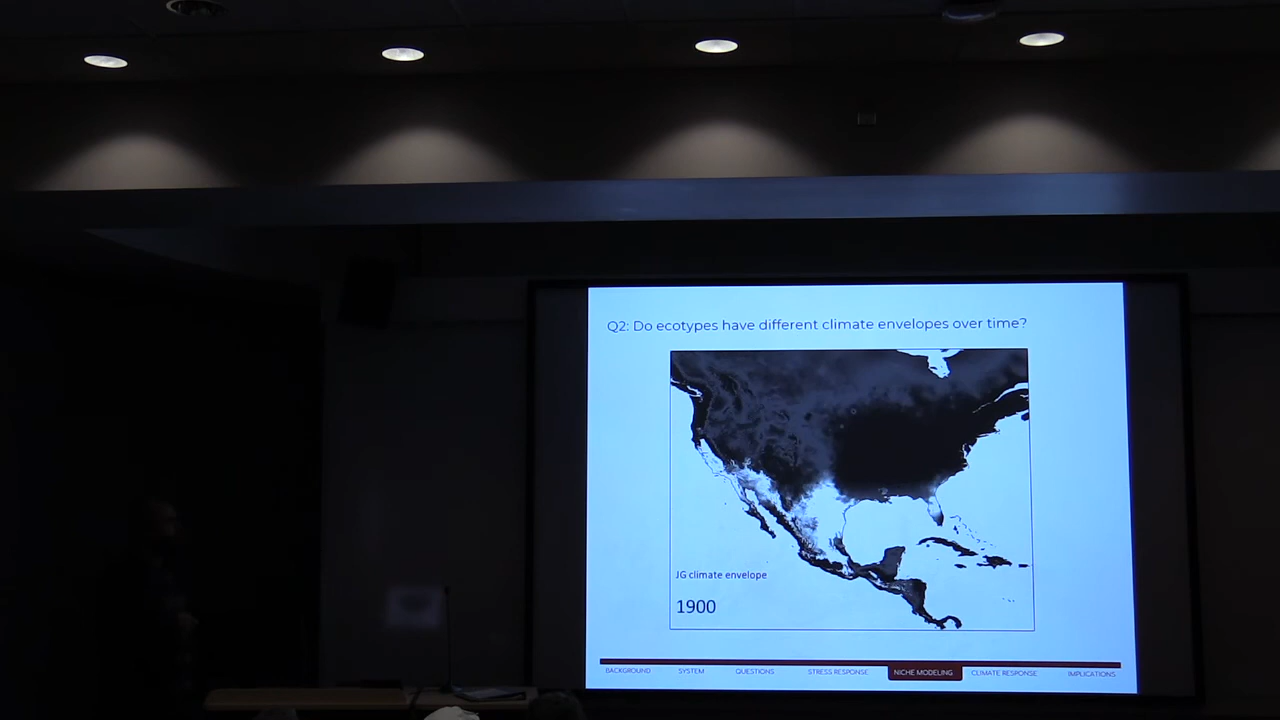 Q2: Do ecotypes have different climate envelopes over time?
JG climate envelope
1900
BACKGROUND SYSTEM QUESTIONS STRESS RESPONSE NICHE MODELING CLIMATE RESPONSE IMPLICATIONS